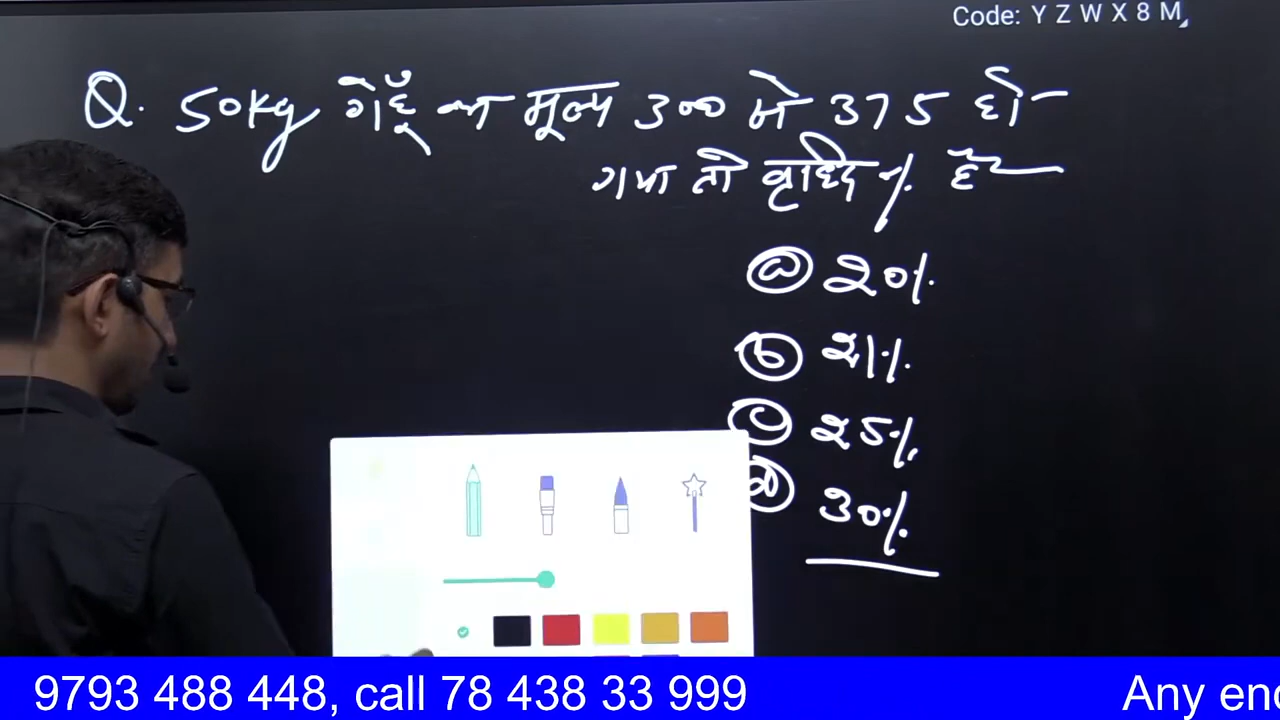 Code: Y Z W X 8 M
Q. 50kg गेहूँ का मूल्य 300 से 375 हो
गया तो वृद्धि % है
(a) 20%
(b) 21%
(c) 25%
(d) 30%
9793 488 448, call 78 438 33 999
Any enq